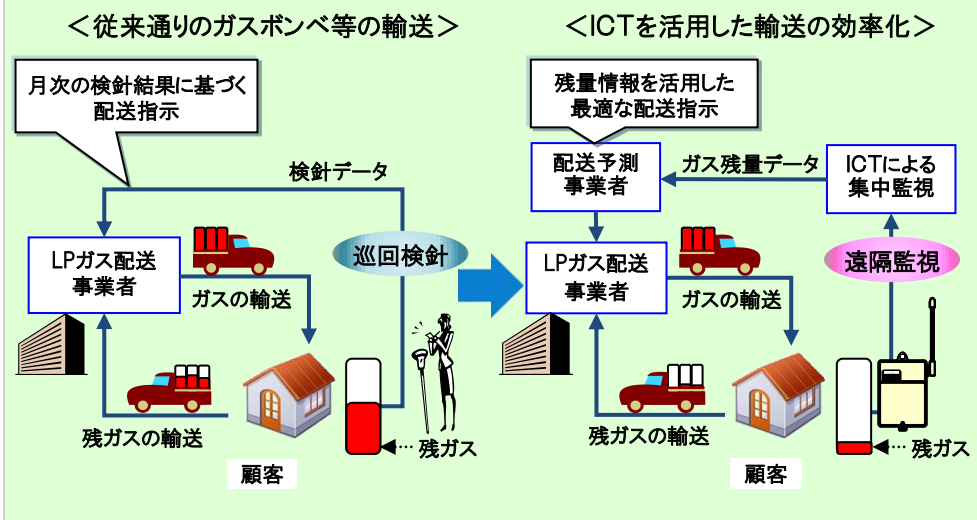 ＜従来通りのガスボンベ等の輸送＞
月次の検針結果に基づく
配送指示
検針データ
LPガス配送
事業者
巡回検針
ガスの輸送
残ガスの輸送
残ガス
顧客
＜ICTを活用した輸送の効率化＞
残量情報を活用した
最適な配送指示
配送予測
事業者
ガス残量データ
ICTによる
集中監視
LPガス配送
事業者
遠隔監視
ガスの輸送
残ガスの輸送
残ガス
顧客